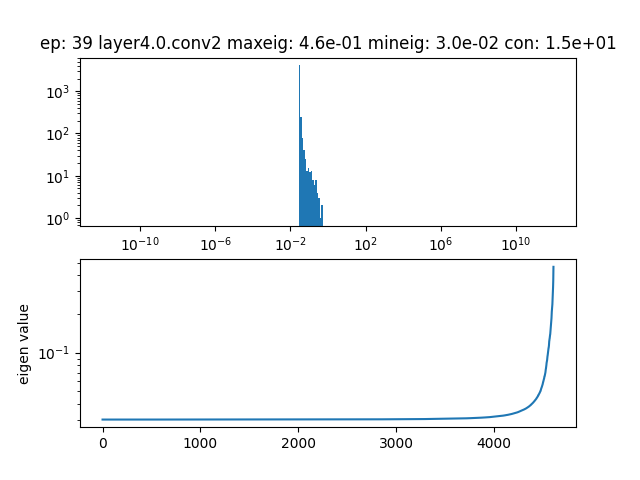 ep: 39 layer4.0.conv2 maxeig: 4.6e-01 mineig: 3.0e-02 con: 1.5e+01
10³
10²
10¹
10⁰
10⁻¹⁰ 10⁻⁶ 10⁻² 10² 10⁶ 10¹⁰
eigen value
10⁻¹
0 1000 2000 3000 4000